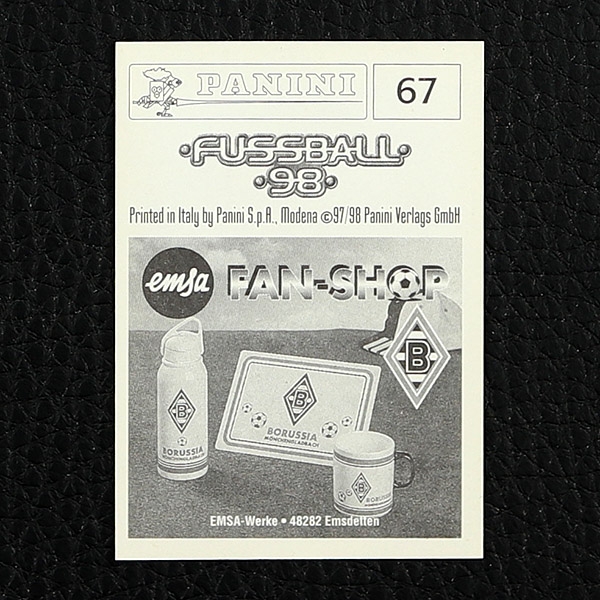 PANINI
67
FUSSBALL
98
Printed in Italy by Panini S.p.A., Modena ©97/98 Panini Verlags GmbH
emsa FAN-SHOP
B
B
BORUSSIA
MÖNCHENGLADBACH
B
BORUSSIA
MÖNCHENGLADBACH
B
BORUSSIA
EMSA-Werke • 48282 Emsdetten